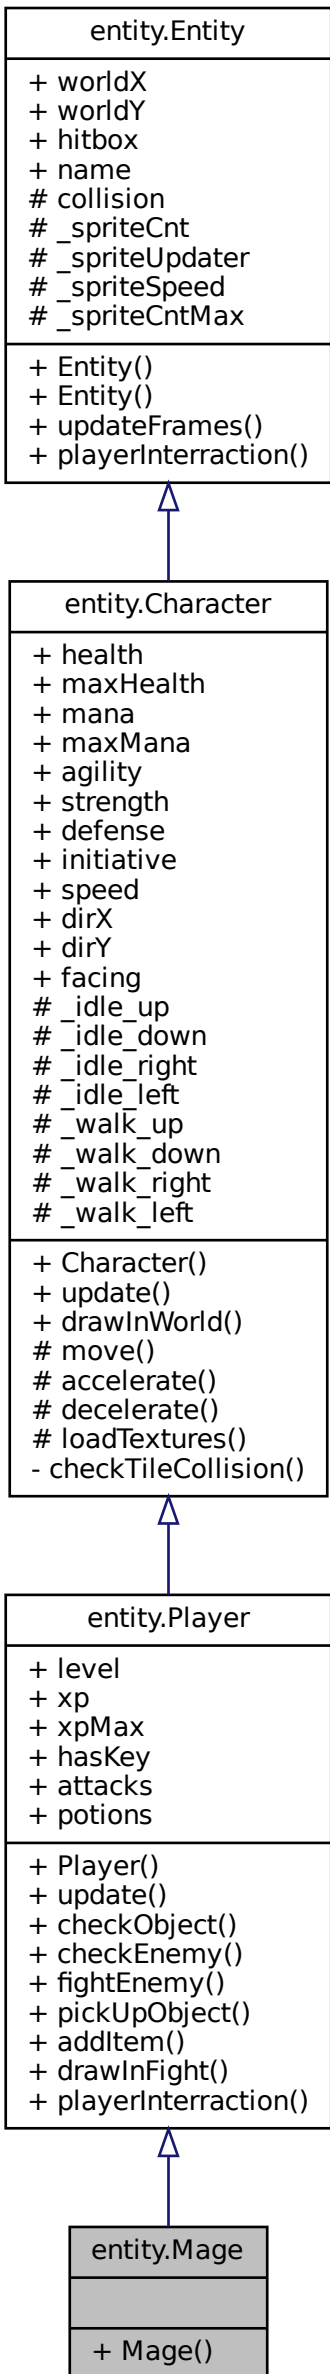 entity.Entity
+ worldX
+ worldY
+ hitbox
+ name
# collision
# _spriteCnt
# _spriteUpdater
# _spriteSpeed
# _spriteCntMax
+ Entity()
+ Entity()
+ updateFrames()
+ playerInterraction()
entity.Character
+ health
+ maxHealth
+ mana
+ maxMana
+ agility
+ strength
+ defense
+ initiative
+ speed
+ dirX
+ dirY
+ facing
# _idle_up
# _idle_down
# _idle_right
# _idle_left
# _walk_up
# _walk_down
# _walk_right
# _walk_left
+ Character()
+ update()
+ drawInWorld()
# move()
# accelerate()
# decelerate()
# loadTextures()
- checkTileCollision()
entity.Player
+ level
+ xp
+ xpMax
+ hasKey
+ attacks
+ potions
+ Player()
+ update()
+ checkObject()
+ checkEnemy()
+ fightEnemy()
+ pickUpObject()
+ addItem()
+ drawInFight()
+ playerInterraction()
entity.Mage
+ Mage()